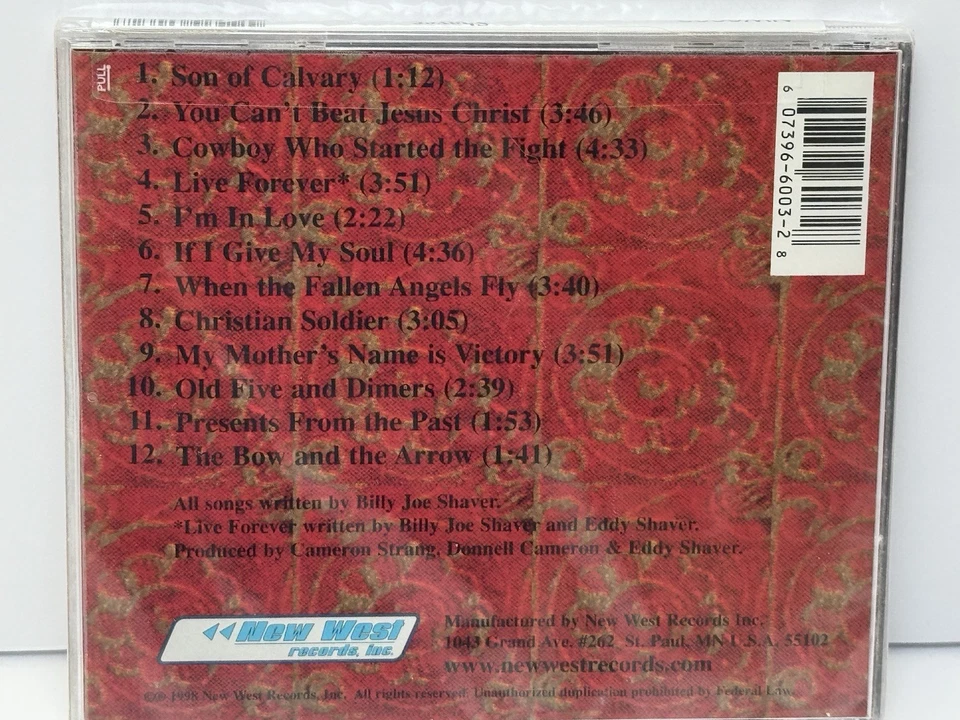 PULL
1. Son of Calvary (1:12)
2. You Can't Beat Jesus Christ (3:46)
3. Cowboy Who Started the Fight (4:33)
4. Live Forever* (3:51)
5. I'm In Love (2:22)
6. If I Give My Soul (4:36)
7. When the Fallen Angels Fly (3:40)
8. Christian Soldier (3:05)
9. My Mother's Name is Victory (3:51)
10. Old Five and Dimers (2:39)
11. Presents From the Past (1:53)
12. The Bow and the Arrow (1:41)
6 07396-6003-2 8
All songs written by Billy Joe Shaver.
*Live Forever written by Billy Joe Shaver and Eddy Shaver.
Produced by Cameron Strang, Donnell Cameron & Eddy Shaver.
New West
records, inc.
Manufactured by New West Records Inc.
1043 Grand Ave. #262 St. Paul, MN U.S.A. 55102
www.newwestrecords.com
©℗ 1998 New West Records, Inc. All rights reserved. Unauthorized duplication prohibited by Federal Law.